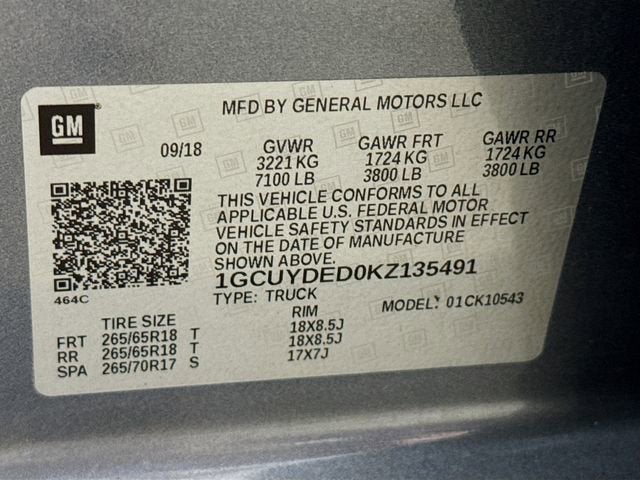 GM
MFD BY GENERAL MOTORS LLC
09/18 GVWR GAWR FRT GAWR RR
3221 KG 1724 KG 1724 KG
7100 LB 3800 LB 3800 LB
THIS VEHICLE CONFORMS TO ALL
APPLICABLE U.S. FEDERAL MOTOR
VEHICLE SAFETY STANDARDS IN EFFECT
ON THE DATE OF MANUFACTURE
SHOWN ABOVE.
464C
1GCUYDED0KZ135491
TYPE: TRUCK MODEL: 01CK10543
TIRE SIZE RIM
FRT 265/65R18 T 18X8.5J
RR 265/65R18 T 18X8.5J
SPA 265/70R17 S 17X7J